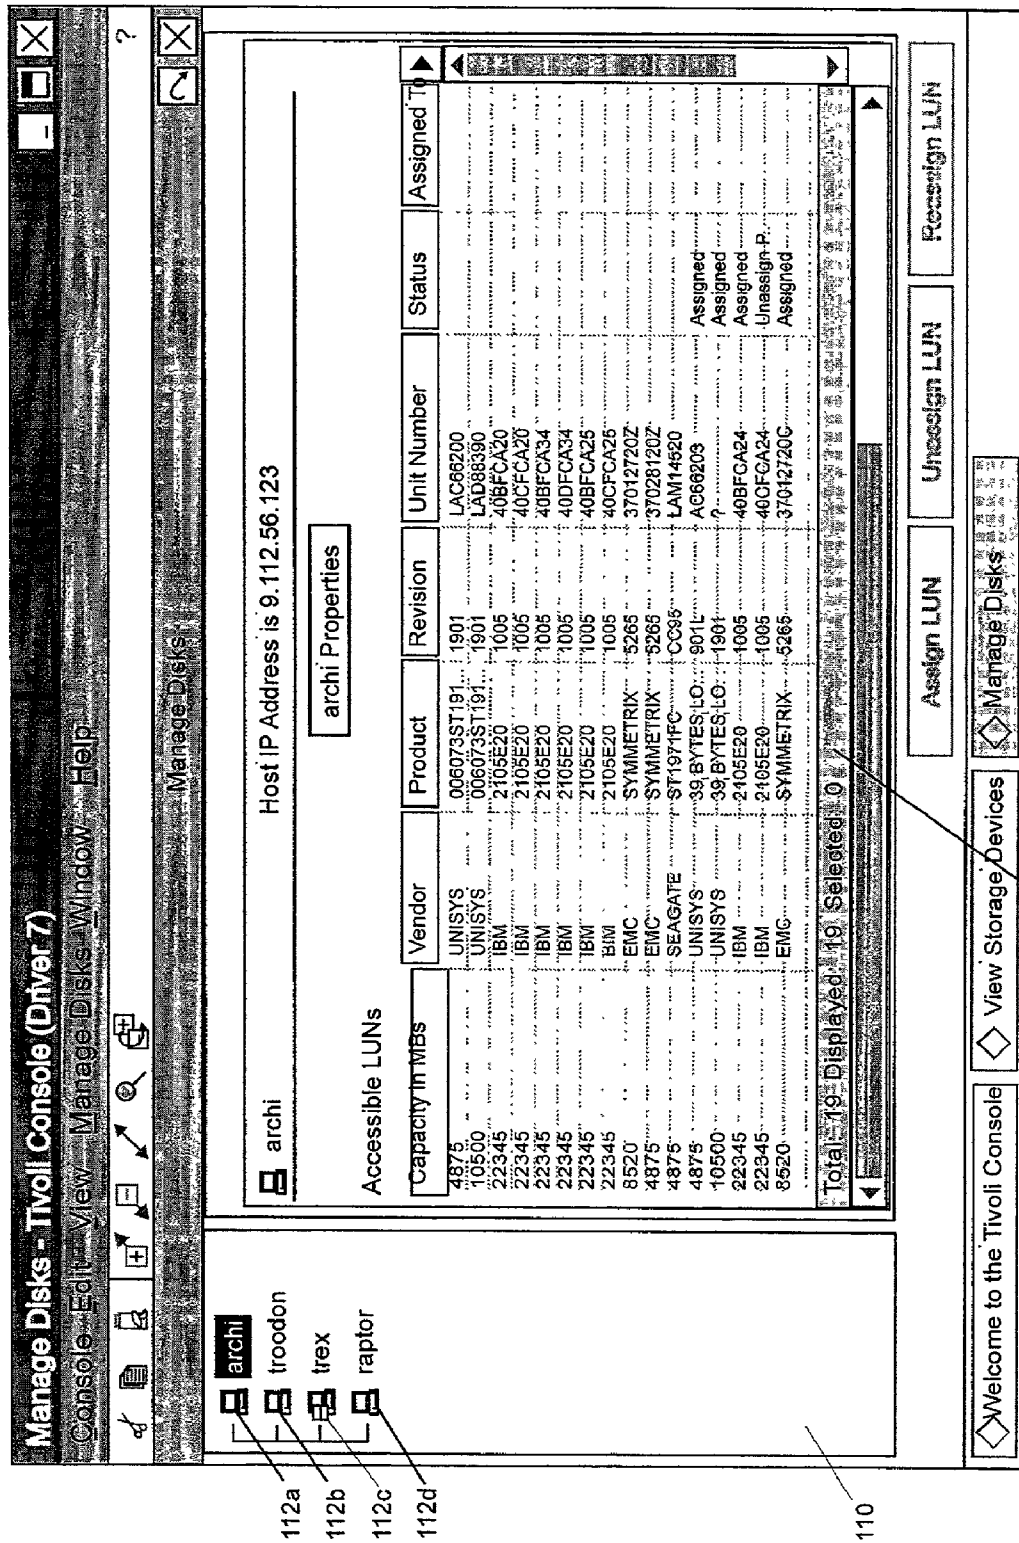 Manage Disks - Tivoli Console (Driver 7)
Console Edit View Manage Disks Window Help
?
Manage Disks
archi
troodon
trex
raptor
112a
112b
112c
112d
110
archi
Host IP Address is 9.112.56.123
archi Properties
Accessible LUNs
Capacity in MBs Vendor Product Revision Unit Number Status Assigned To
4875 UNISYS 006073ST191... 1901 LAC86200
10500 UNISYS 006073ST191... 1901 LAD88390
22345 IBM 2105E20 1005 40BFCA20
22345 IBM 2105E20 1005 40CFCA20
22345 IBM 2105E20 1005 40BFCA34
22345 IBM 2105E20 1005 40DFCA34
22345 IBM 2105E20 1005 40BFCA25
22345 BIM 2105E20 1005 40CFCA25
8520 EMC SYMMETRIX 5265 37012720Z
4875 EMC SYMMETRIX 5265 37028120Z
4875 SEAGATE ST1971FC CC95 LAM14520
4875 UNISYS 39,BYTES,LO... 901L AC66203 Assigned
10500 UNISYS 39,BYTES,LO... 1901 ? Assigned
22345 IBM 2105E20 1005 40BFCA24 Assigned
22345 IBM 2105E20 1005 40CFCA24 Unassign P...
8520 EMC SYMMETRIX 5265 37012720C Assigned
Total 19 Displayed 19 Selected 0
Assign LUN Unassign LUN Reassign LUN
Welcome to the Tivoli Console View Storage Devices Manage Disks